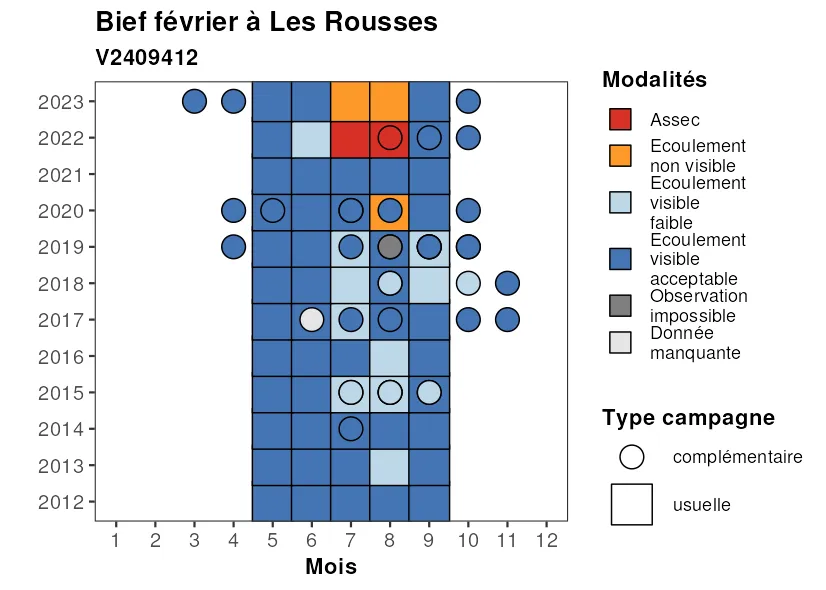 Bief février à Les Rousses
V2409412
2023
2022
2021
2020
2019
2018
2017
2016
2015
2014
2013
2012
1 2 3 4 5 6 7 8 9 10 11 12
Mois
Modalités
Assec
Ecoulement
non visible
Ecoulement
visible
faible
Ecoulement
visible
acceptable
Observation
impossible
Donnée
manquante
Type campagne
complémentaire
usuelle